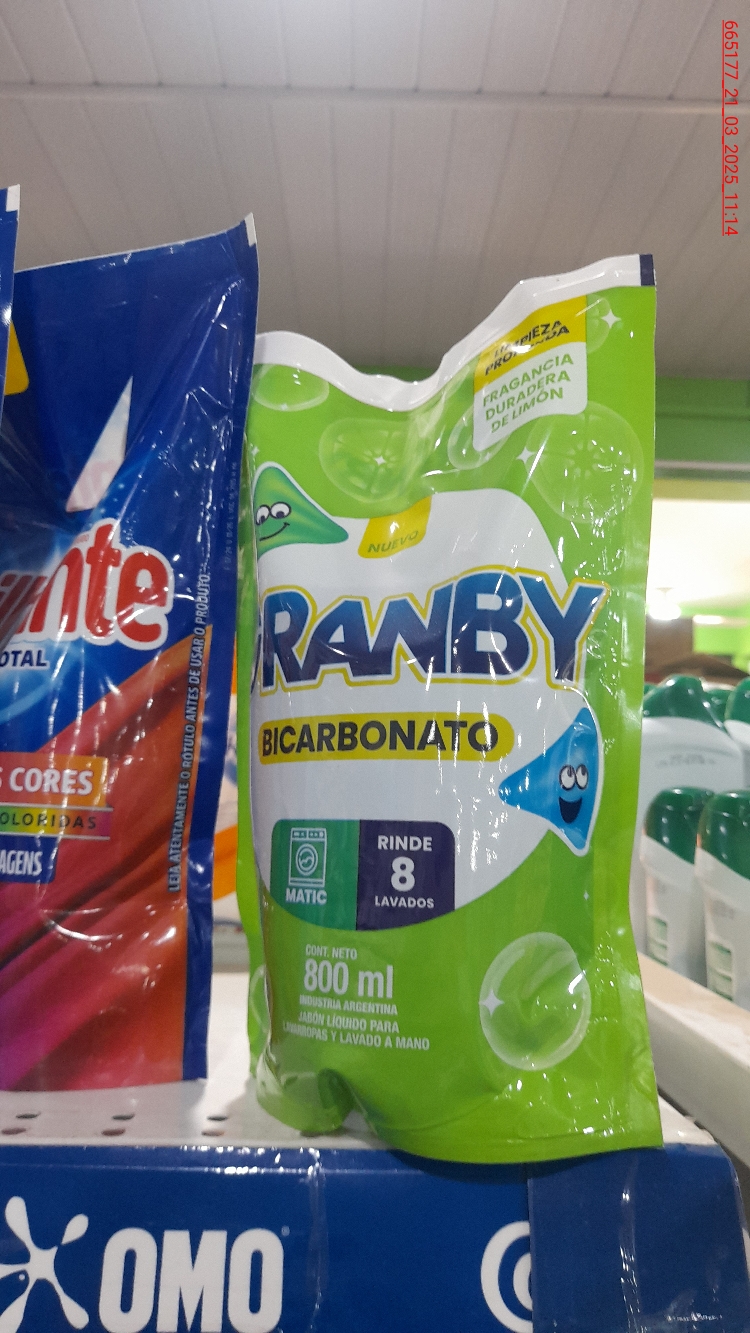 665177_21_03_2025_11:14
LIMPIEZA
PROFUNDA
FRAGANCIA
DURADERA
DE LIMÓN
NUEVO
RANBY
BICARBONATO
MATIC
RINDE
8
LAVADOS
CONT. NETO
800 ml
INDUSTRIA ARGENTINA
JABÓN LÍQUIDO PARA
LAVARROPAS Y LAVADO A MANO
nte
OTAL
S CORES
OLORIDAS
AGENS
LEIA ATENTAMENTE O RÓTULO ANTES DE USAR O PRODUTO.
OMO